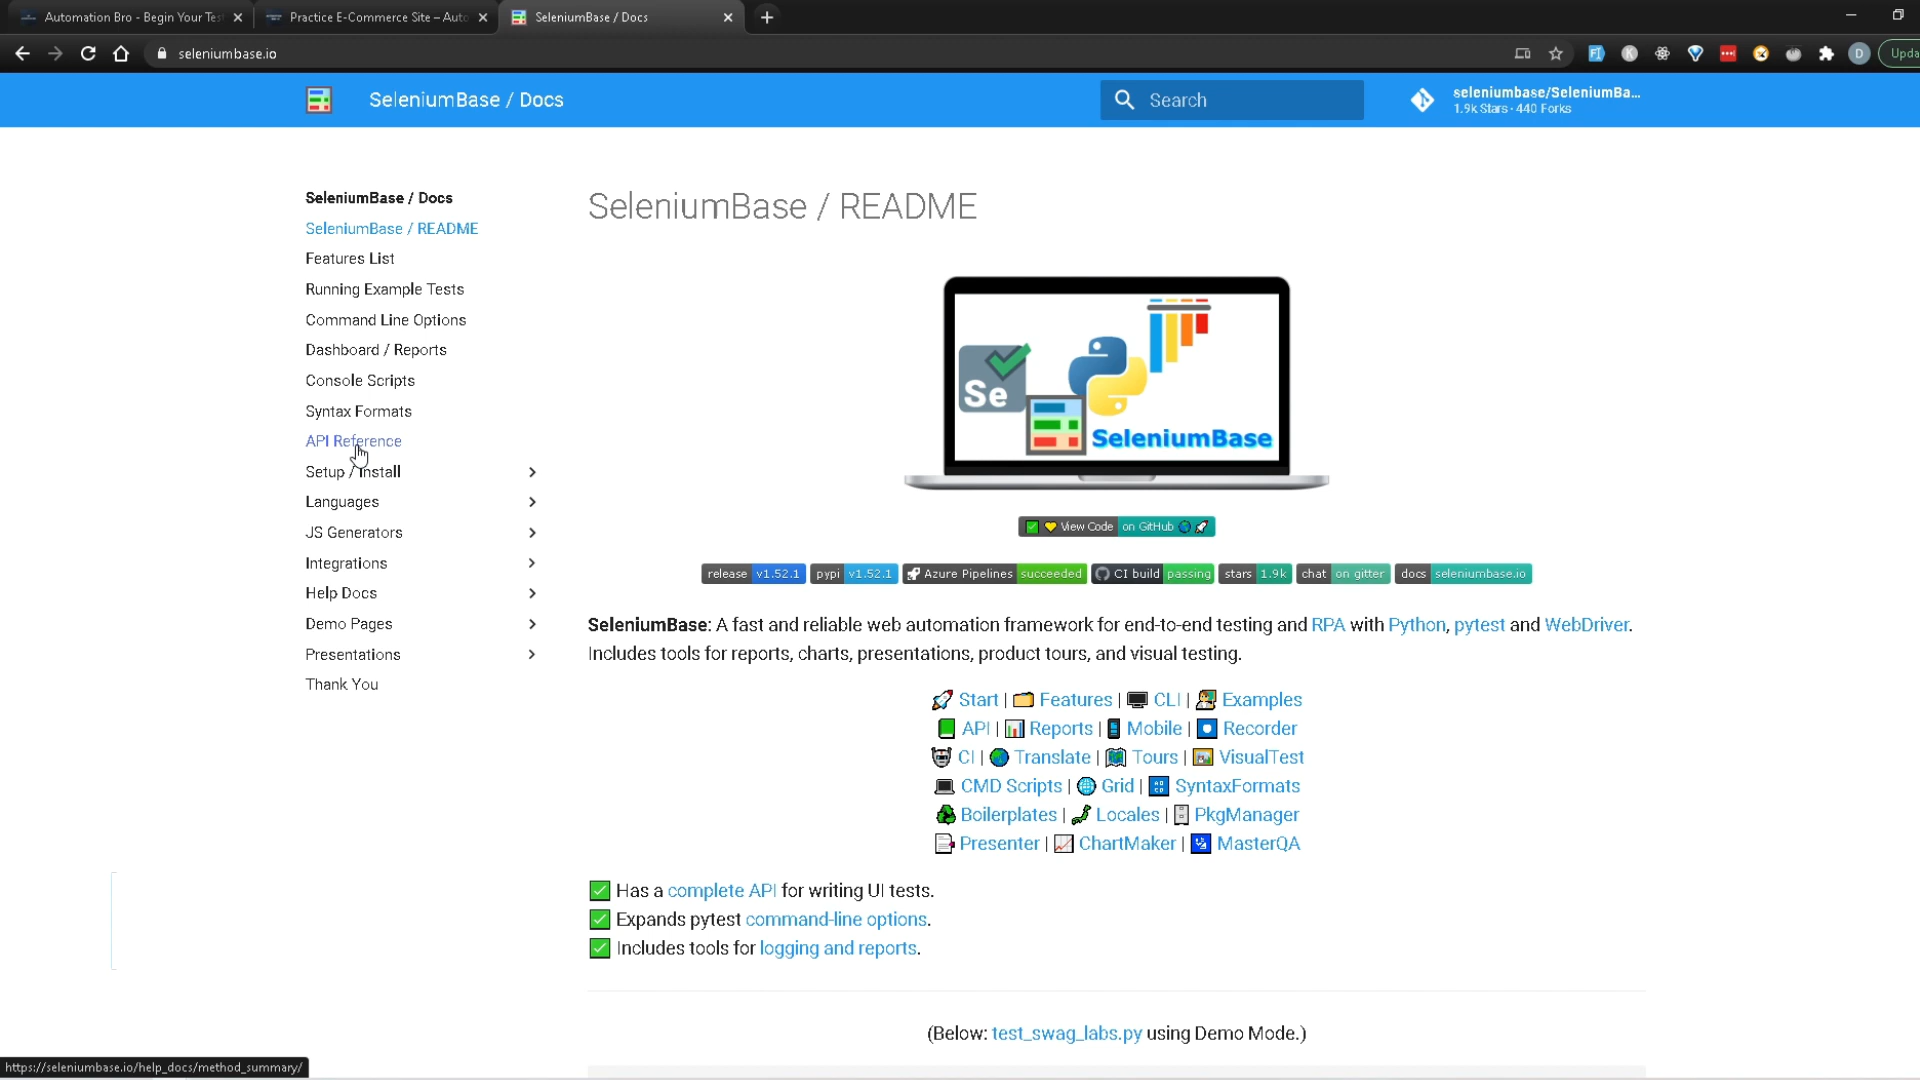 Automation Bro - Begin Your Tes
Practice E-Commerce Site – Auto
SeleniumBase / Docs
seleniumbase.io
D
Upda
SeleniumBase / Docs
Search
seleniumbase/SeleniumBa...
1.9k Stars · 440 Forks
SeleniumBase / Docs
SeleniumBase / README
Features List
Running Example Tests
Command Line Options
Dashboard / Reports
Console Scripts
Syntax Formats
API Reference
Setup / Install
Languages
JS Generators
Integrations
Help Docs
Demo Pages
Presentations
Thank You
SeleniumBase / README
Se
SeleniumBase
View Code on GitHub
release v1.52.1 pypi v1.52.1 Azure Pipelines succeeded CI build passing stars 1.9k chat on gitter docs seleniumbase.io
SeleniumBase: A fast and reliable web automation framework for end-to-end testing and RPA with Python, pytest and WebDriver.
Includes tools for reports, charts, presentations, product tours, and visual testing.
Start | Features | CLI | Examples
API | Reports | Mobile | Recorder
CI | Translate | Tours | VisualTest
CMD Scripts | Grid | SyntaxFormats
Boilerplates | Locales | PkgManager
Presenter | ChartMaker | MasterQA
Has a complete API for writing UI tests.
Expands pytest command-line options.
Includes tools for logging and reports.
(Below: test_swag_labs.py using Demo Mode.)
https://seleniumbase.io/help_docs/method_summary/